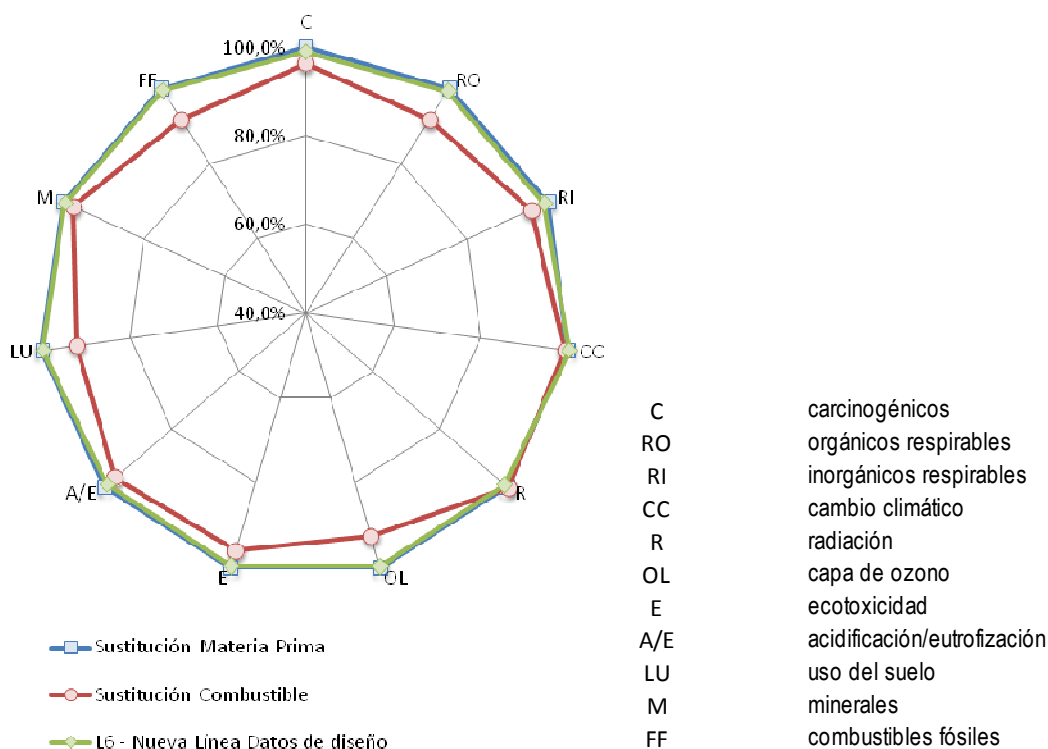 C
100,0%
FF
RO
80,0%
M
RI
60,0%
40,0%
LU
CC
A/E
R
E
OL
Sustitución Materia Prima
Sustitución Combustible
L6 - Nueva Línea Datos de diseño
C carcinogénicos
RO orgánicos respirables
RI inorgánicos respirables
CC cambio climático
R radiación
OL capa de ozono
E ecotoxicidad
A/E acidificación/eutrofización
LU uso del suelo
M minerales
FF combustibles fósiles